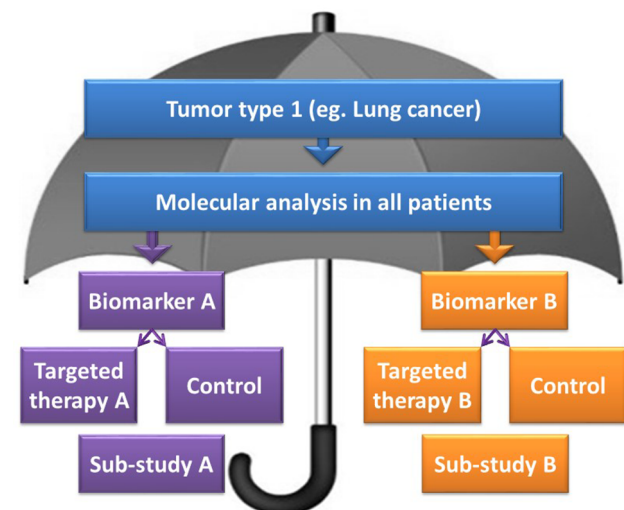 Tumor type 1 (eg. Lung cancer)
Molecular analysis in all patients
Biomarker A
Biomarker B
Targeted
therapy A
Control
Targeted
therapy B
Control
Sub-study A
Sub-study B